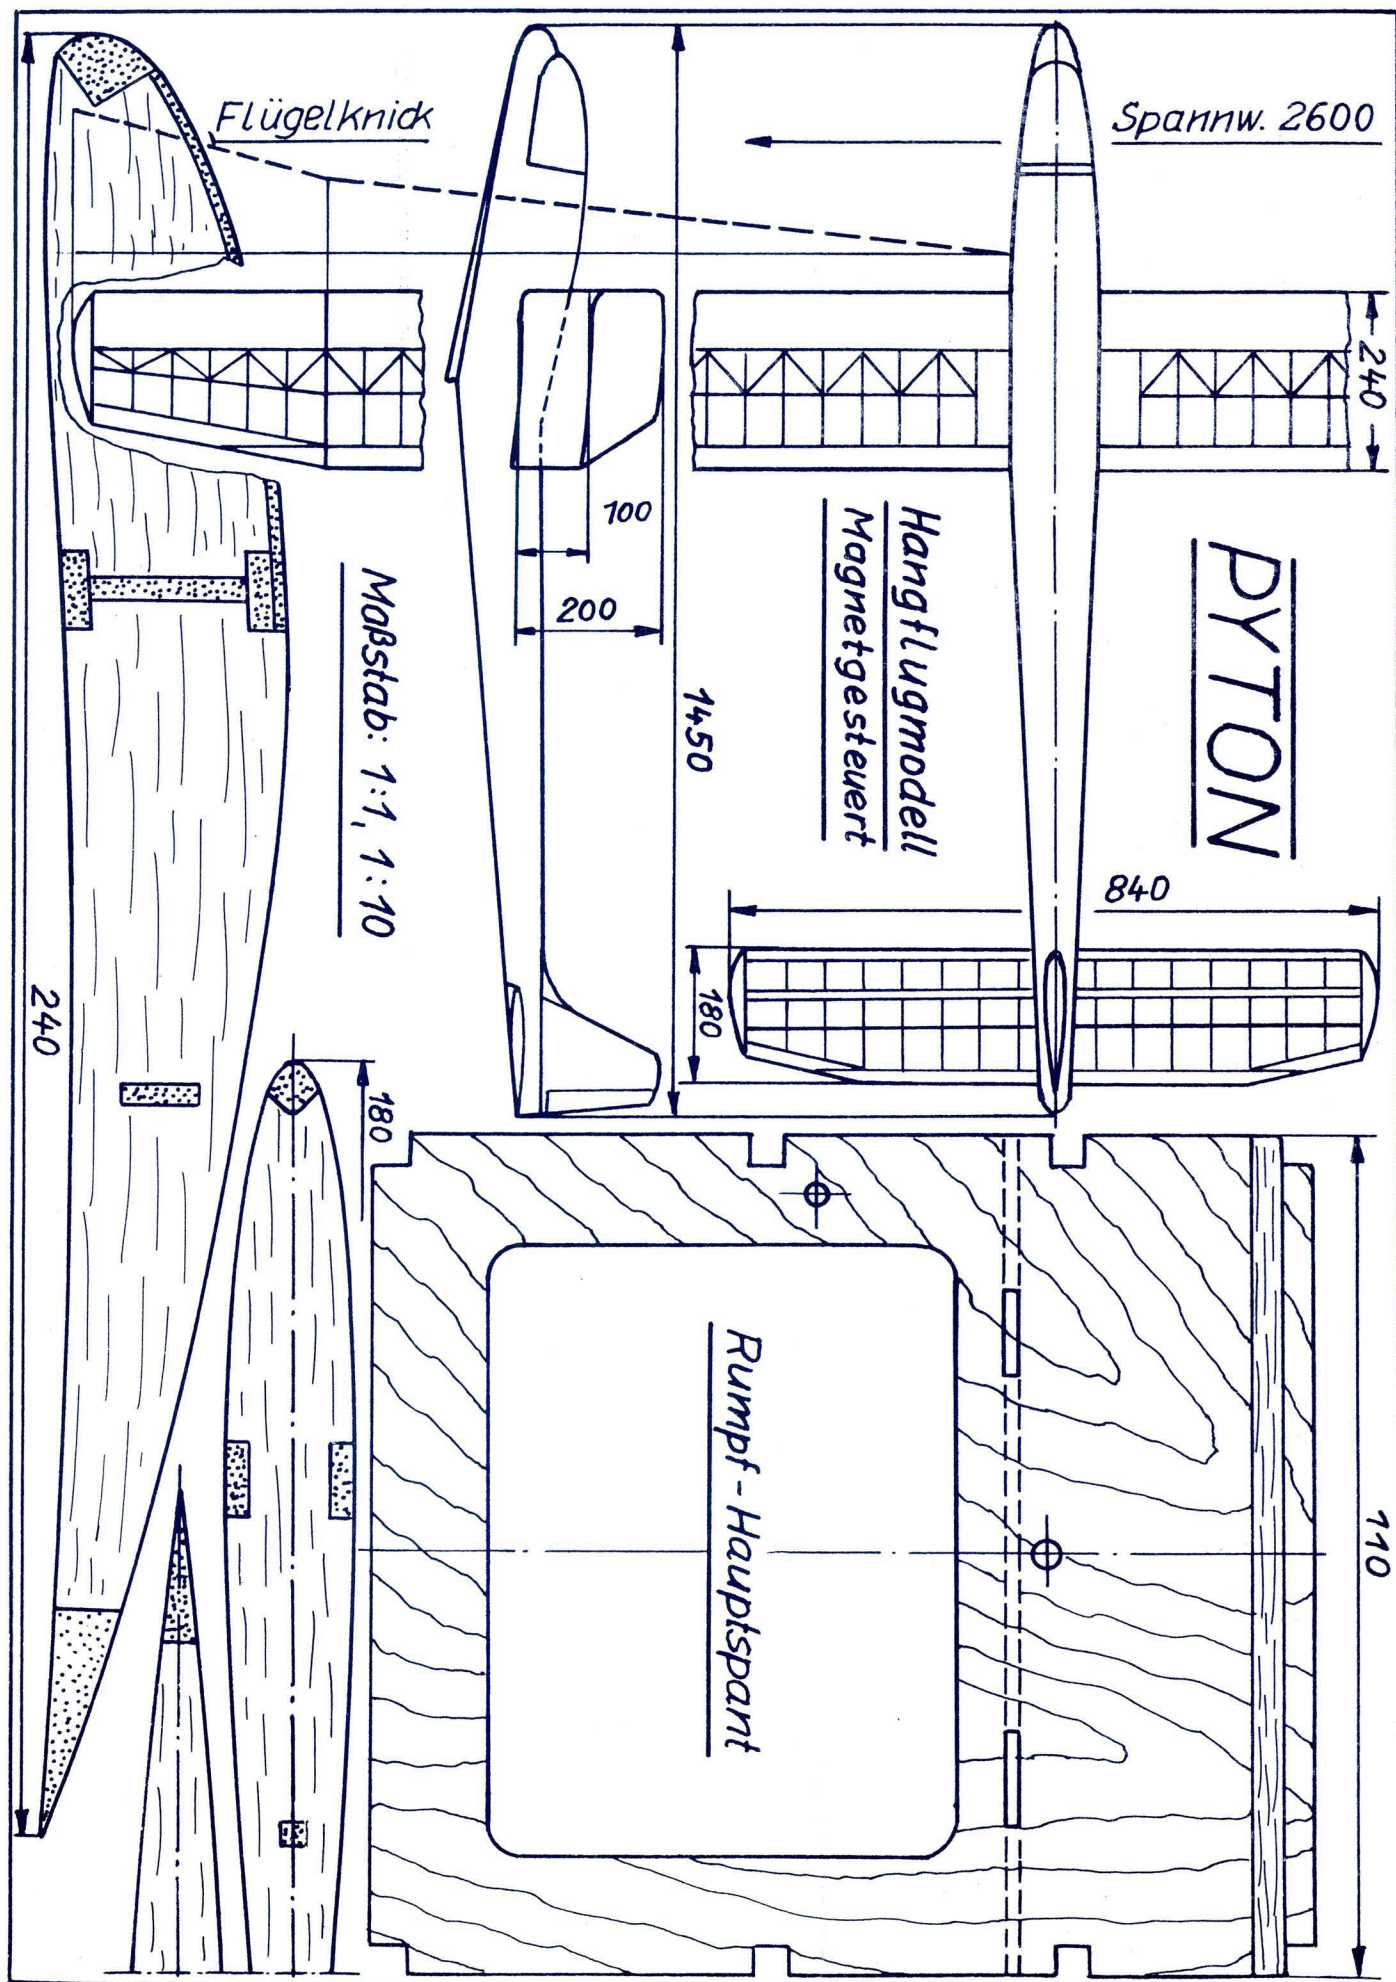 Flügelknick
Spannw. 2600
240
PYTON
Hangflugmodell
Magnetgesteuert
100
200
1450
Maßstab: 1:1, 1:10
840
180
240
180
110
Rumpf-Hauptspant